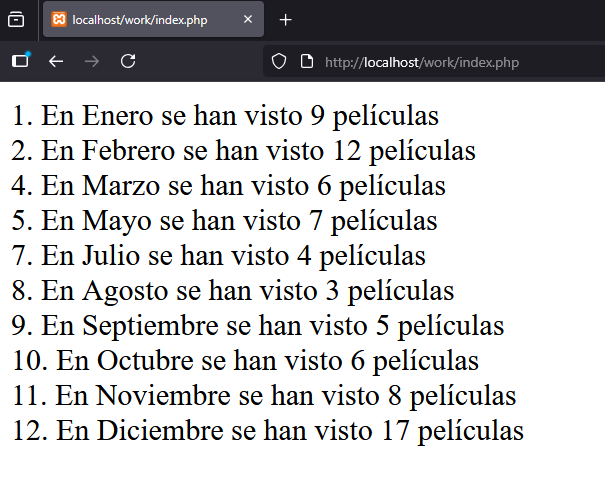 localhost/work/index.php
http://localhost/work/index.php
1. En Enero se han visto 9 películas
2. En Febrero se han visto 12 películas
4. En Marzo se han visto 6 películas
5. En Mayo se han visto 7 películas
7. En Julio se han visto 4 películas
8. En Agosto se han visto 3 películas
9. En Septiembre se han visto 5 películas
10. En Octubre se han visto 6 películas
11. En Noviembre se han visto 8 películas
12. En Diciembre se han visto 17 películas